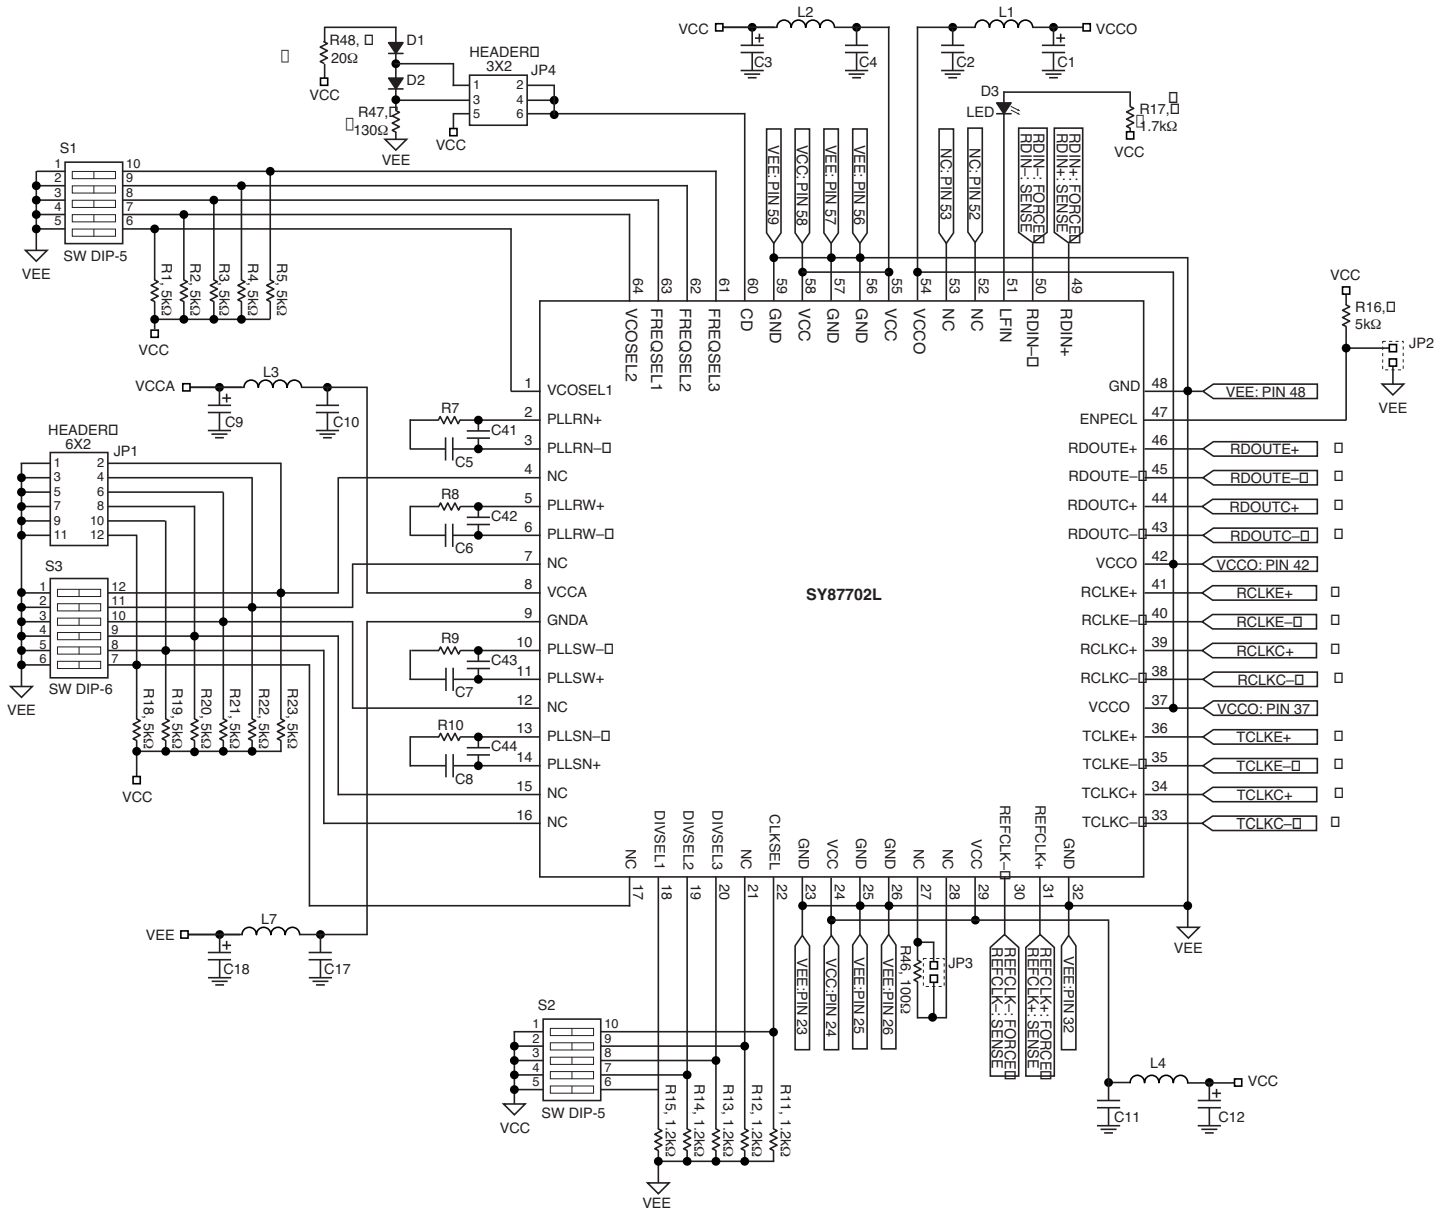 L2
L1
VCC
VCCO
C3
C4
C2
C1
R48, □
20Ω
VCC
D1
D2
HEADER□
3X2
JP4
1 2
3 4
5 6
VCC
R47,□
130Ω
VEE
D3
LED
R17,□
1.7kΩ
VCC
S1
1 10
2 9
3 8
4 7
5 6
SW DIP-5
VEE
R1, 5kΩ
R2, 5kΩ
R3, 5kΩ
R4, 5kΩ
R5, 5kΩ
VCC
VEE: PIN 59
VCC: PIN 58
VEE: PIN 57
VEE: PIN 56
NC: PIN 53
NC: PIN 52
RDIN–: FORCE□
RDIN–: SENSE
RDIN+: FORCE□
RDIN+: SENSE
64 VCOSEL2
63 FREQSEL1
62 FREQSEL2
61 FREQSEL3
60 CD
59 GND
58 VCC
57 GND
56 GND
55 VCC
54 VCCO
53 NC
52 NC
51 LFIN
50 RDIN–□
49 RDIN+
VCC
R16,□
5kΩ
JP2
VEE
VCCA
L3
C9
C10
R7
C41
C5
R8
C42
C6
R9
C43
C7
R10
C44
C8
1 VCOSEL1
2 PLLRN+
3 PLLRN–□
4 NC
5 PLLRW+
6 PLLRW–□
7 NC
8 VCCA
9 GNDA
10 PLLSW–□
11 PLLSW+
12 NC
13 PLLSN–□
14 PLLSN+
15 NC
16 NC
SY87702L
GND 48 VEE: PIN 48
ENPECL 47
RDOUTE+ 46 RDOUTE+ □
RDOUTE–□ 45 RDOUTE–□ □
RDOUTC+ 44 RDOUTC+ □
RDOUTC–□ 43 RDOUTC–□ □
VCCO 42 VCCO: PIN 42
RCLKE+ 41 RCLKE+ □
RCLKE–□ 40 RCLKE–□ □
RCLKC+ 39 RCLKC+ □
RCLKC–□ 38 RCLKC–□ □
VCCO 37 VCCO: PIN 37
TCLKE+ 36 TCLKE+ □
TCLKE–□ 35 TCLKE–□ □
TCLKC+ 34 TCLKC+ □
TCLKC–□ 33 TCLKC–□ □
HEADER□
6X2
JP1
1 2
3 4
5 6
7 8
9 10
11 12
S3
1 12
2 11
3 10
4 9
5 8
6 7
SW DIP-6
VEE
R18, 5kΩ
R19, 5kΩ
R20, 5kΩ
R21, 5kΩ
R22, 5kΩ
R23, 5kΩ
VCC
NC 17
DIVSEL1 18
DIVSEL2 19
DIVSEL3 20
NC 21
CLKSEL 22
GND 23
VCC 24
GND 25
GND 26
NC 27
NC 28
VCC 29
REFCLK–□ 30
REFCLK+ 31
GND 32
VEE
VEE
L7
C18
C17
VEE:PIN 23
VCC:PIN 24
VEE:PIN 25
VEE:PIN 26
R46, 100Ω
JP3
REFCLK–: FORCE□
REFCLK–: SENSE
REFCLK+: FORCE□
REFCLK+: SENSE
VEE:PIN 32
S2
1 10
2 9
3 8
4 7
5 6
SW DIP-5
VCC
R15, 1.2kΩ
R14, 1.2kΩ
R13, 1.2kΩ
R12, 1.2kΩ
R11, 1.2kΩ
VEE
L4
VCC
C11
C12